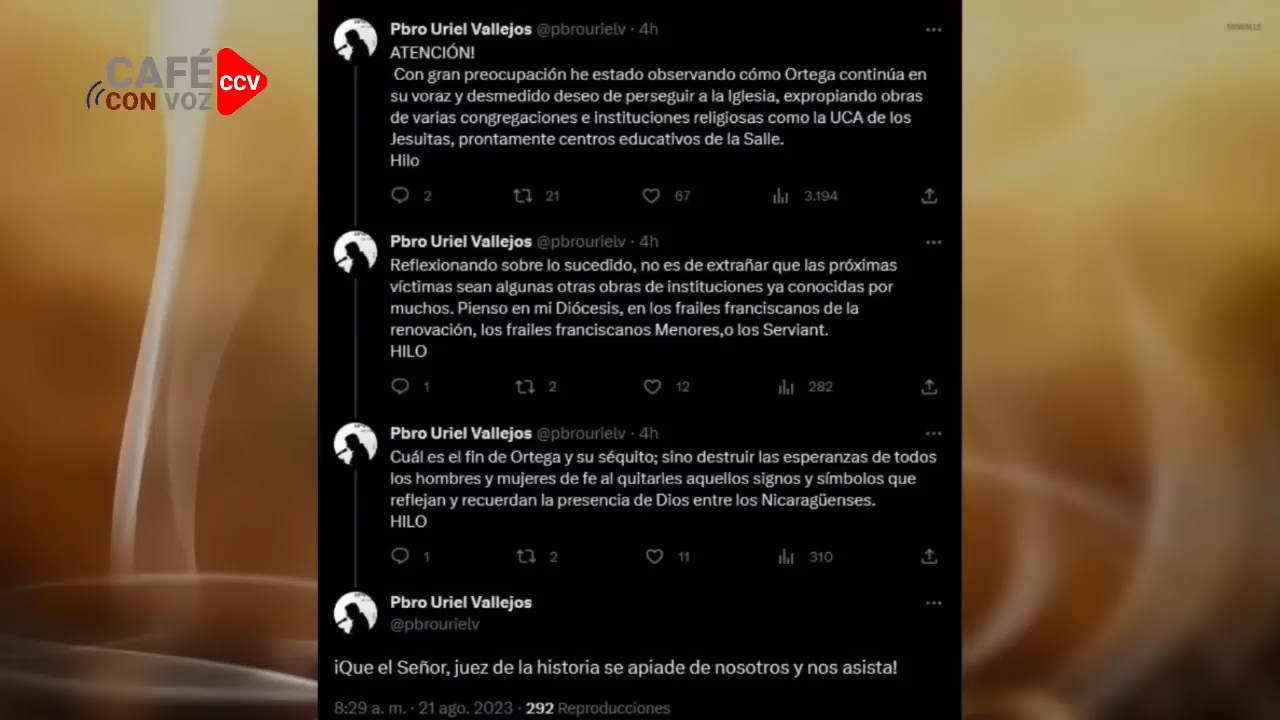 CAFÉ
CON VOZ
CCV
Pbro Uriel Vallejos @pbrourielv · 4h
ATENCIÓN!
Con gran preocupación he estado observando cómo Ortega continúa en
su voraz y desmedido deseo de perseguir a la Iglesia, expropiando obras
de varias congregaciones e instituciones religiosas como la UCA de los
Jesuitas, prontamente centros educativos de la Salle.
Hilo
2 21 67 3.194
Pbro Uriel Vallejos @pbrourielv · 4h
Reflexionando sobre lo sucedido, no es de extrañar que las próximas
víctimas sean algunas otras obras de instituciones ya conocidas por
muchos. Pienso en mi Diócesis, en los frailes franciscanos de la
renovación, los frailes franciscanos Menores,o los Serviant.
HILO
1 2 12 282
Pbro Uriel Vallejos @pbrourielv · 4h
Cuál es el fin de Ortega y su séquito; sino destruir las esperanzas de todos
los hombres y mujeres de fe al quitarles aquellos signos y símbolos que
reflejan y recuerdan la presencia de Dios entre los Nicaragüenses.
HILO
1 2 11 310
Pbro Uriel Vallejos
@pbrourielv
¡Que el Señor, juez de la historia se apiade de nosotros y nos asista!
8:29 a. m. · 21 ago. 2023 · 292 Reproducciones